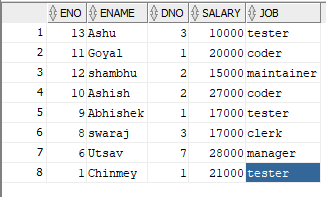 ENO ENAME DNO SALARY JOB
1 13 Ashu 3 10000 tester
2 11 Goyal 1 20000 coder
3 12 shambhu 2 15000 maintainer
4 10 Ashish 2 27000 coder
5 9 Abhishek 1 17000 tester
6 8 swaraj 3 17000 clerk
7 6 Utsav 7 28000 manager
8 1 Chinmey 1 21000 tester